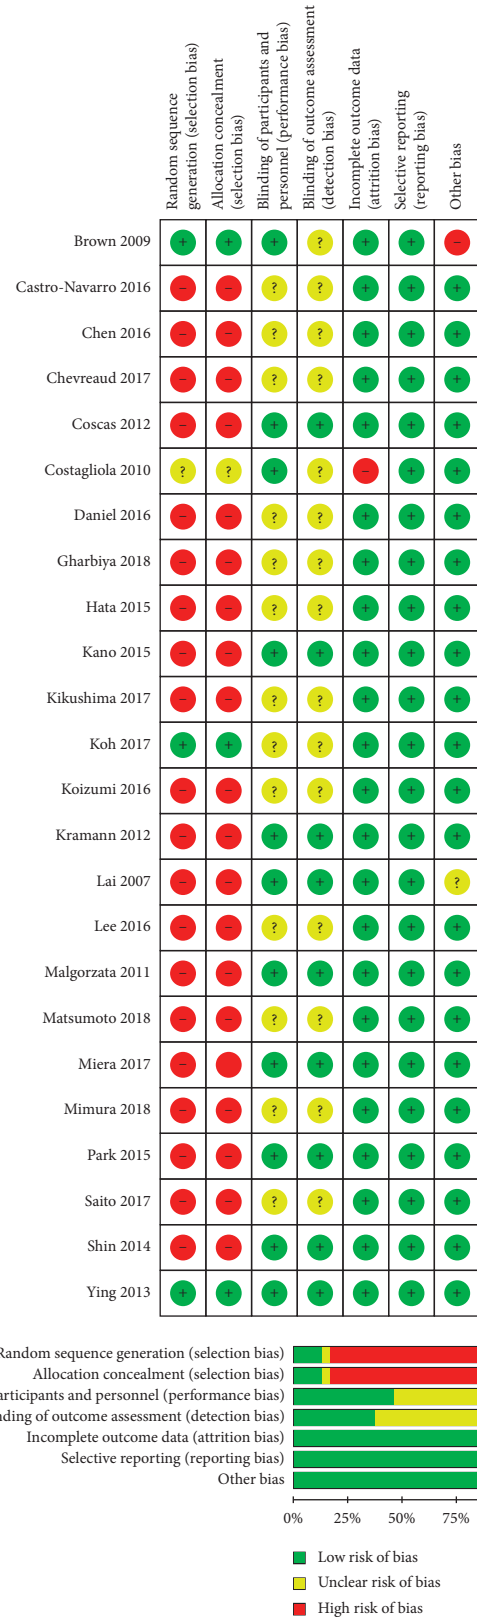 Random sequence
generation (selection bias)
Allocation concealment
(selection bias)
Blinding of participants and
personnel (performance bias)
Blinding of outcome assessment
(detection bias)
Incomplete outcome data
(attrition bias)
Selective reporting
(reporting bias)
Other bias
Brown 2009 + + + ? + + –
Castro-Navarro 2016 – – ? ? + + +
Chen 2016 – – ? ? + + +
Chevreaud 2017 – – ? ? + + +
Coscas 2012 – – + + + + +
Costagliola 2010 ? ? + ? – + +
Daniel 2016 – – ? ? + + +
Gharbiya 2018 – – ? ? + + +
Hata 2015 – – ? ? + + +
Kano 2015 – – + + + + +
Kikushima 2017 – – ? ? + + +
Koh 2017 + + ? ? + + +
Koizumi 2016 – – ? ? + + +
Kramann 2012 – – + + + + +
Lai 2007 – – + + + + ?
Lee 2016 – – ? ? + + +
Malgorzata 2011 – – + + + + +
Matsumoto 2018 – – ? ? + + +
Miera 2017 – + + + + +
Mimura 2018 – – ? ? + + +
Park 2015 – – + + + + +
Saito 2017 – – ? ? + + +
Shin 2014 – – + + + + +
Ying 2013 + + + + + + +
Random sequence generation (selection bias)
Allocation concealment (selection bias)
articipants and personnel (performance bias)
nding of outcome assessment (detection bias)
Incomplete outcome data (attrition bias)
Selective reporting (reporting bias)
Other bias
0% 25% 50% 75%
Low risk of bias
Unclear risk of bias
High risk of bias